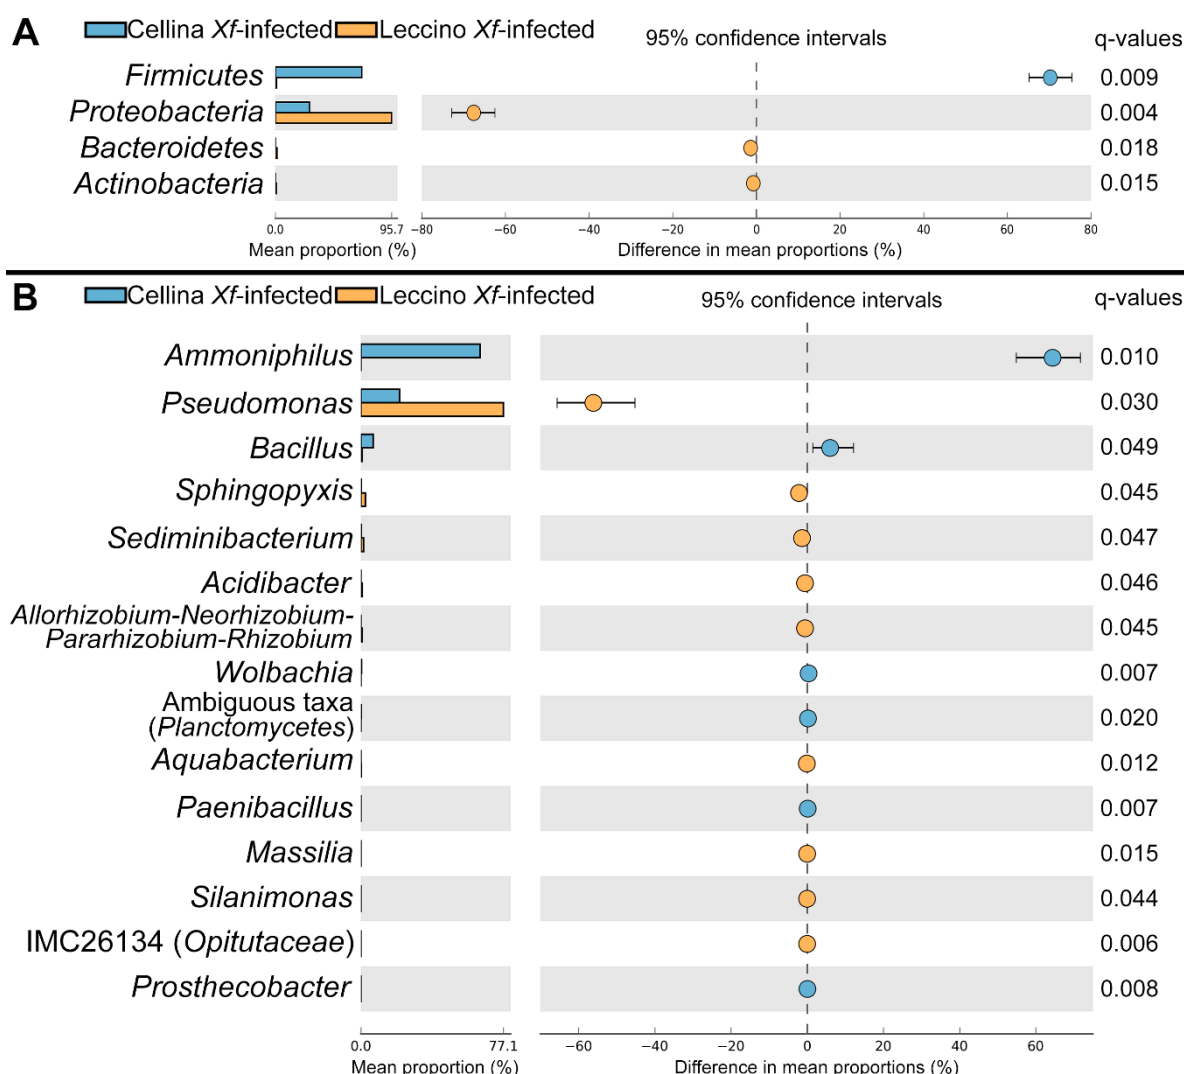 A
Cellina Xf-infected Leccino Xf-infected
95% confidence intervals
q-values
Firmicutes 0.009
Proteobacteria 0.004
Bacteroidetes 0.018
Actinobacteria 0.015
0.0 95.7 −80 −60 −40 −20 0 20 40 60 80
Mean proportion (%) Difference in mean proportions (%)
B
Cellina Xf-infected Leccino Xf-infected
95% confidence intervals
q-values
Ammoniphilus 0.010
Pseudomonas 0.030
Bacillus 0.049
Sphingopyxis 0.045
Sediminibacterium 0.047
Acidibacter 0.046
Allorhizobium-Neorhizobium-
Pararhizobium-Rhizobium 0.045
Wolbachia 0.007
Ambiguous taxa
(Planctomycetes) 0.020
Aquabacterium 0.012
Paenibacillus 0.007
Massilia 0.015
Silanimonas 0.044
IMC26134 (Opitutaceae) 0.006
Prosthecobacter 0.008
0.0 77.1 −60 −40 −20 0 20 40 60
Mean proportion (%) Difference in mean proportions (%)